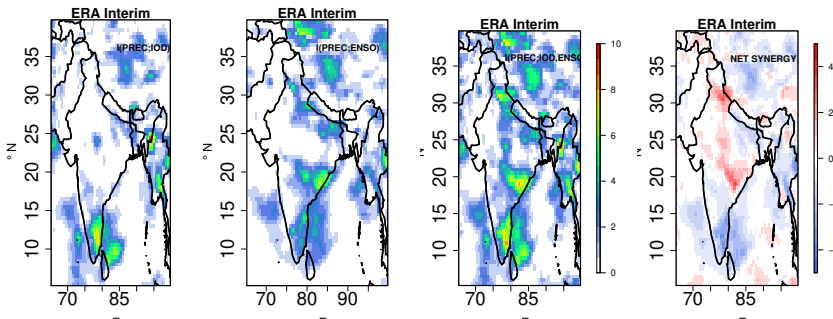 ERA Interim
I(PREC;IOD)
35
30
25
20
15
10
° N
70 85
ERA Interim
I(PREC;ENSO)
35
30
25
20
15
10
° N
70 80 90
ERA Interim
I(PREC;IOD,ENSO
35
30
25
20
15
10
N
70 85
10
8
6
4
2
0
ERA Interim
NET SYNERGY
35
30
25
20
15
10
N
70 80
4
2
0